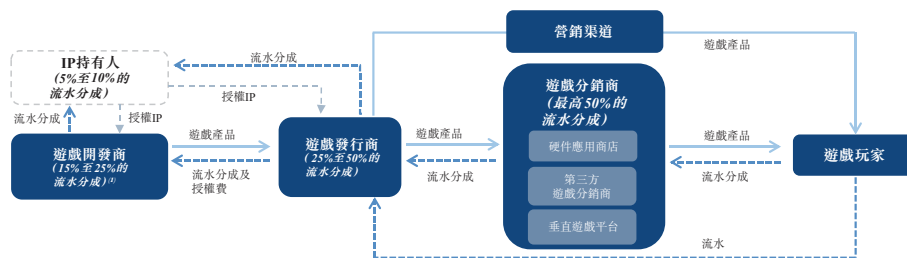 營銷渠道
遊戲產品
流水分成
IP持有人
(5%至10%的
流水分成)
授權IP
流水分成
授權IP
遊戲開發商
(15%至25%的
流水分成)(1)
遊戲產品
流水分成及
授權費
遊戲發行商
(25%至50%的
流水分成)
遊戲產品
流水分成
遊戲分銷商
(最高50%的
流水分成)
硬件應用商店
第三方
遊戲分銷商
垂直遊戲平台
遊戲產品
流水分成
遊戲玩家
流水